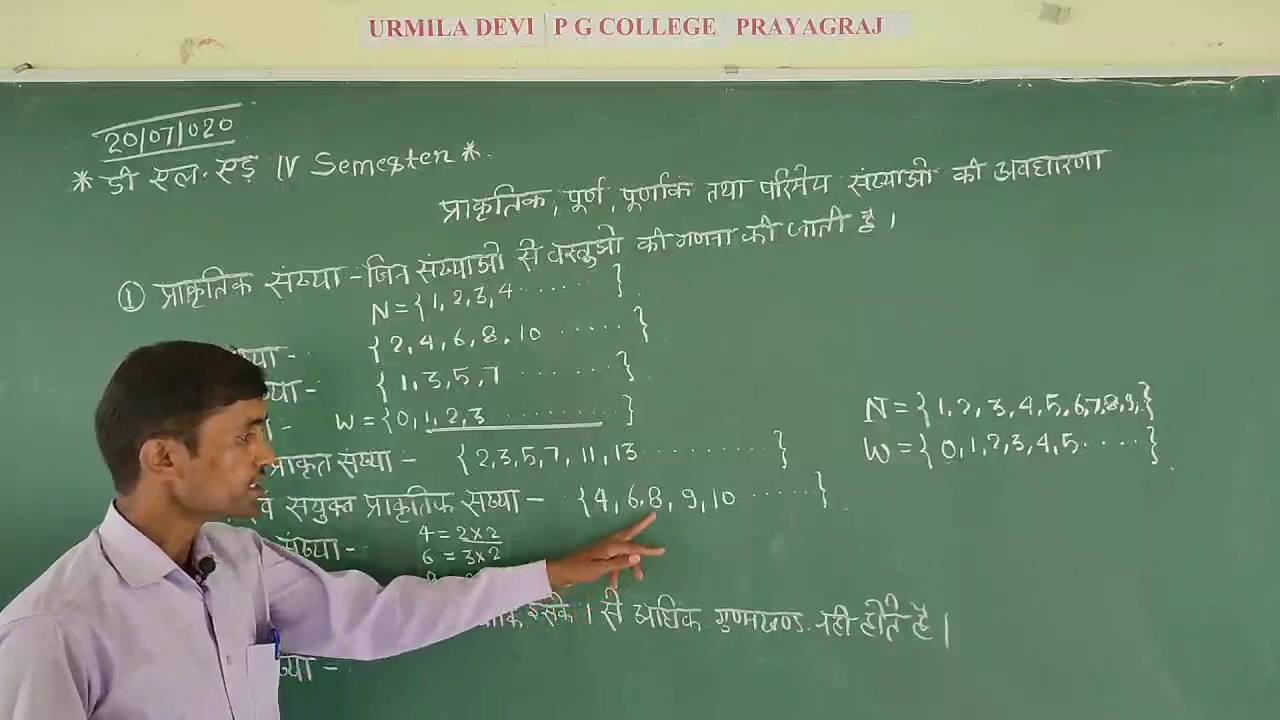 URMILA DEVI P G COLLEGE PRAYAGRAJ
20/07/020
* डी एल. एड़ IV Semester *.
प्राकृतिक, पूर्ण, पूर्णांक तथा परिमेय संख्याओ की अवधारणा
① प्राकृतिक संख्या - जिन संख्याओ से वस्तुओ की गणना की जाती है।
N = {1, 2, 3, 4 ....... }
ख्या - {2, 4, 6, 8, 10 ...... }
ख्या - {1, 3, 5, 7 ....... }
W = {0, 1, 2, 3 .......... }
प्राकृत संख्या - {2, 3, 5, 7, 11, 13 ......... }
वं सयुक्त प्राकृतिक संख्या - {4, 6, 8, 9, 10 ...... }
संख्या - 4 = 2 x 2
6 = 3 x 2
इसके 1 से अधिक गुणनखण्ड नही होते है।
ख्या -
N = {1, 2, 3, 4, 5, 6, 7, 8, 9, }
W = {0, 1, 2, 3, 4, 5 ..... }